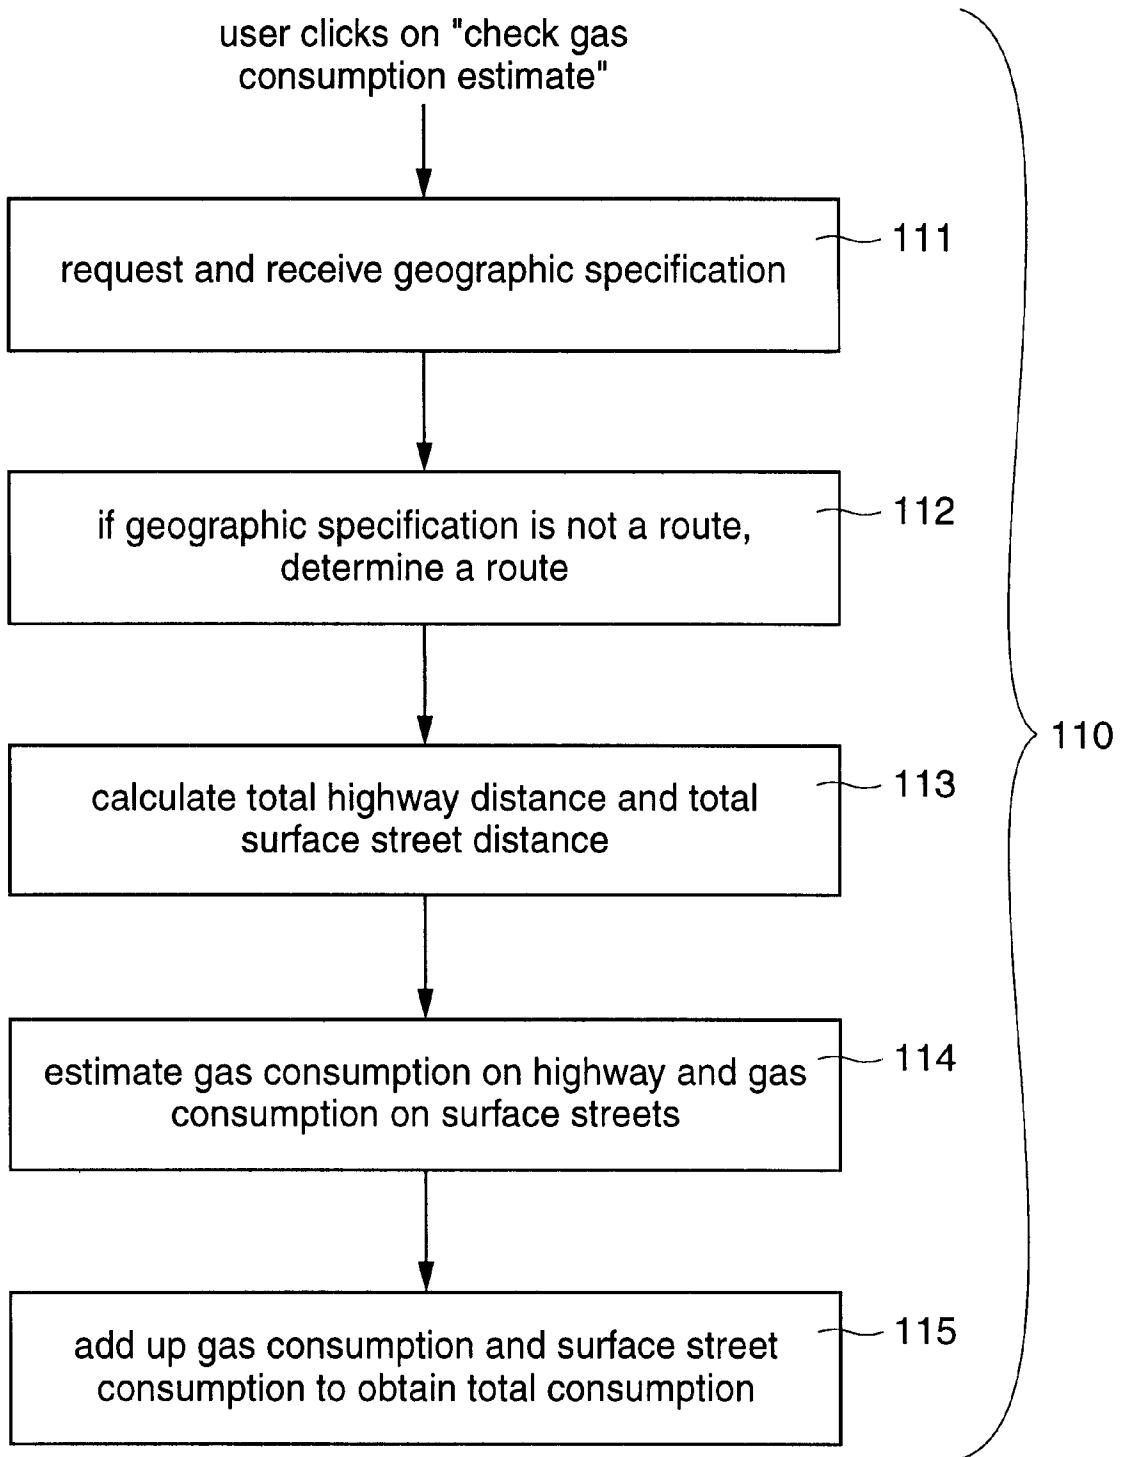 user clicks on "check gas
consumption estimate"
111
request and receive geographic specification
112
if geographic specification is not a route,
determine a route
110
113
calculate total highway distance and total
surface street distance
114
estimate gas consumption on highway and gas
consumption on surface streets
115
add up gas consumption and surface street
consumption to obtain total consumption